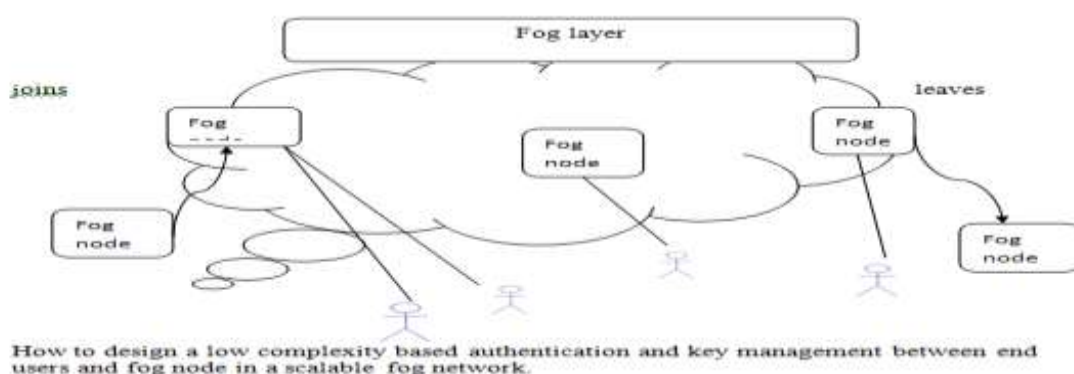 Fog layer
joins
leaves
Fog
Fog
node
Fog
node
Fog
node
Fog
node
How to design a low complexity based authentication and key management between end
users and fog node in a scalable fog network.